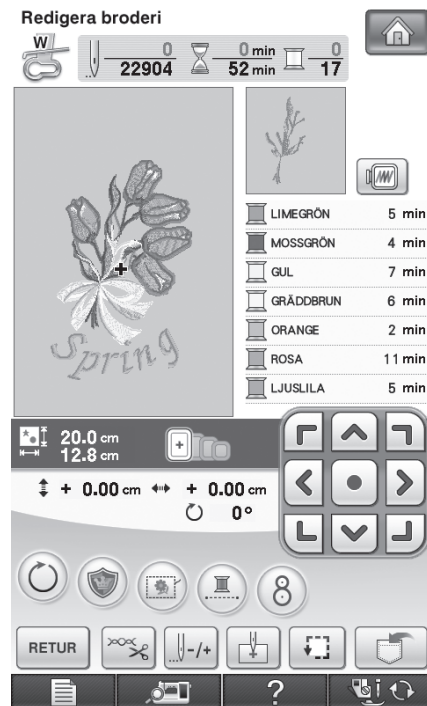 Redigera broderi
W
0 0 min 0
22904 52 min 17
LIMEGRÖN 5 min
MOSSGRÖN 4 min
GUL 7 min
GRÄDDBRUN 6 min
ORANGE 2 min
ROSA 11 min
LJUSLILA 5 min
Spring
20.0 cm
12.8 cm
+ 0.00 cm + 0.00 cm
0°
RETUR -/+
?